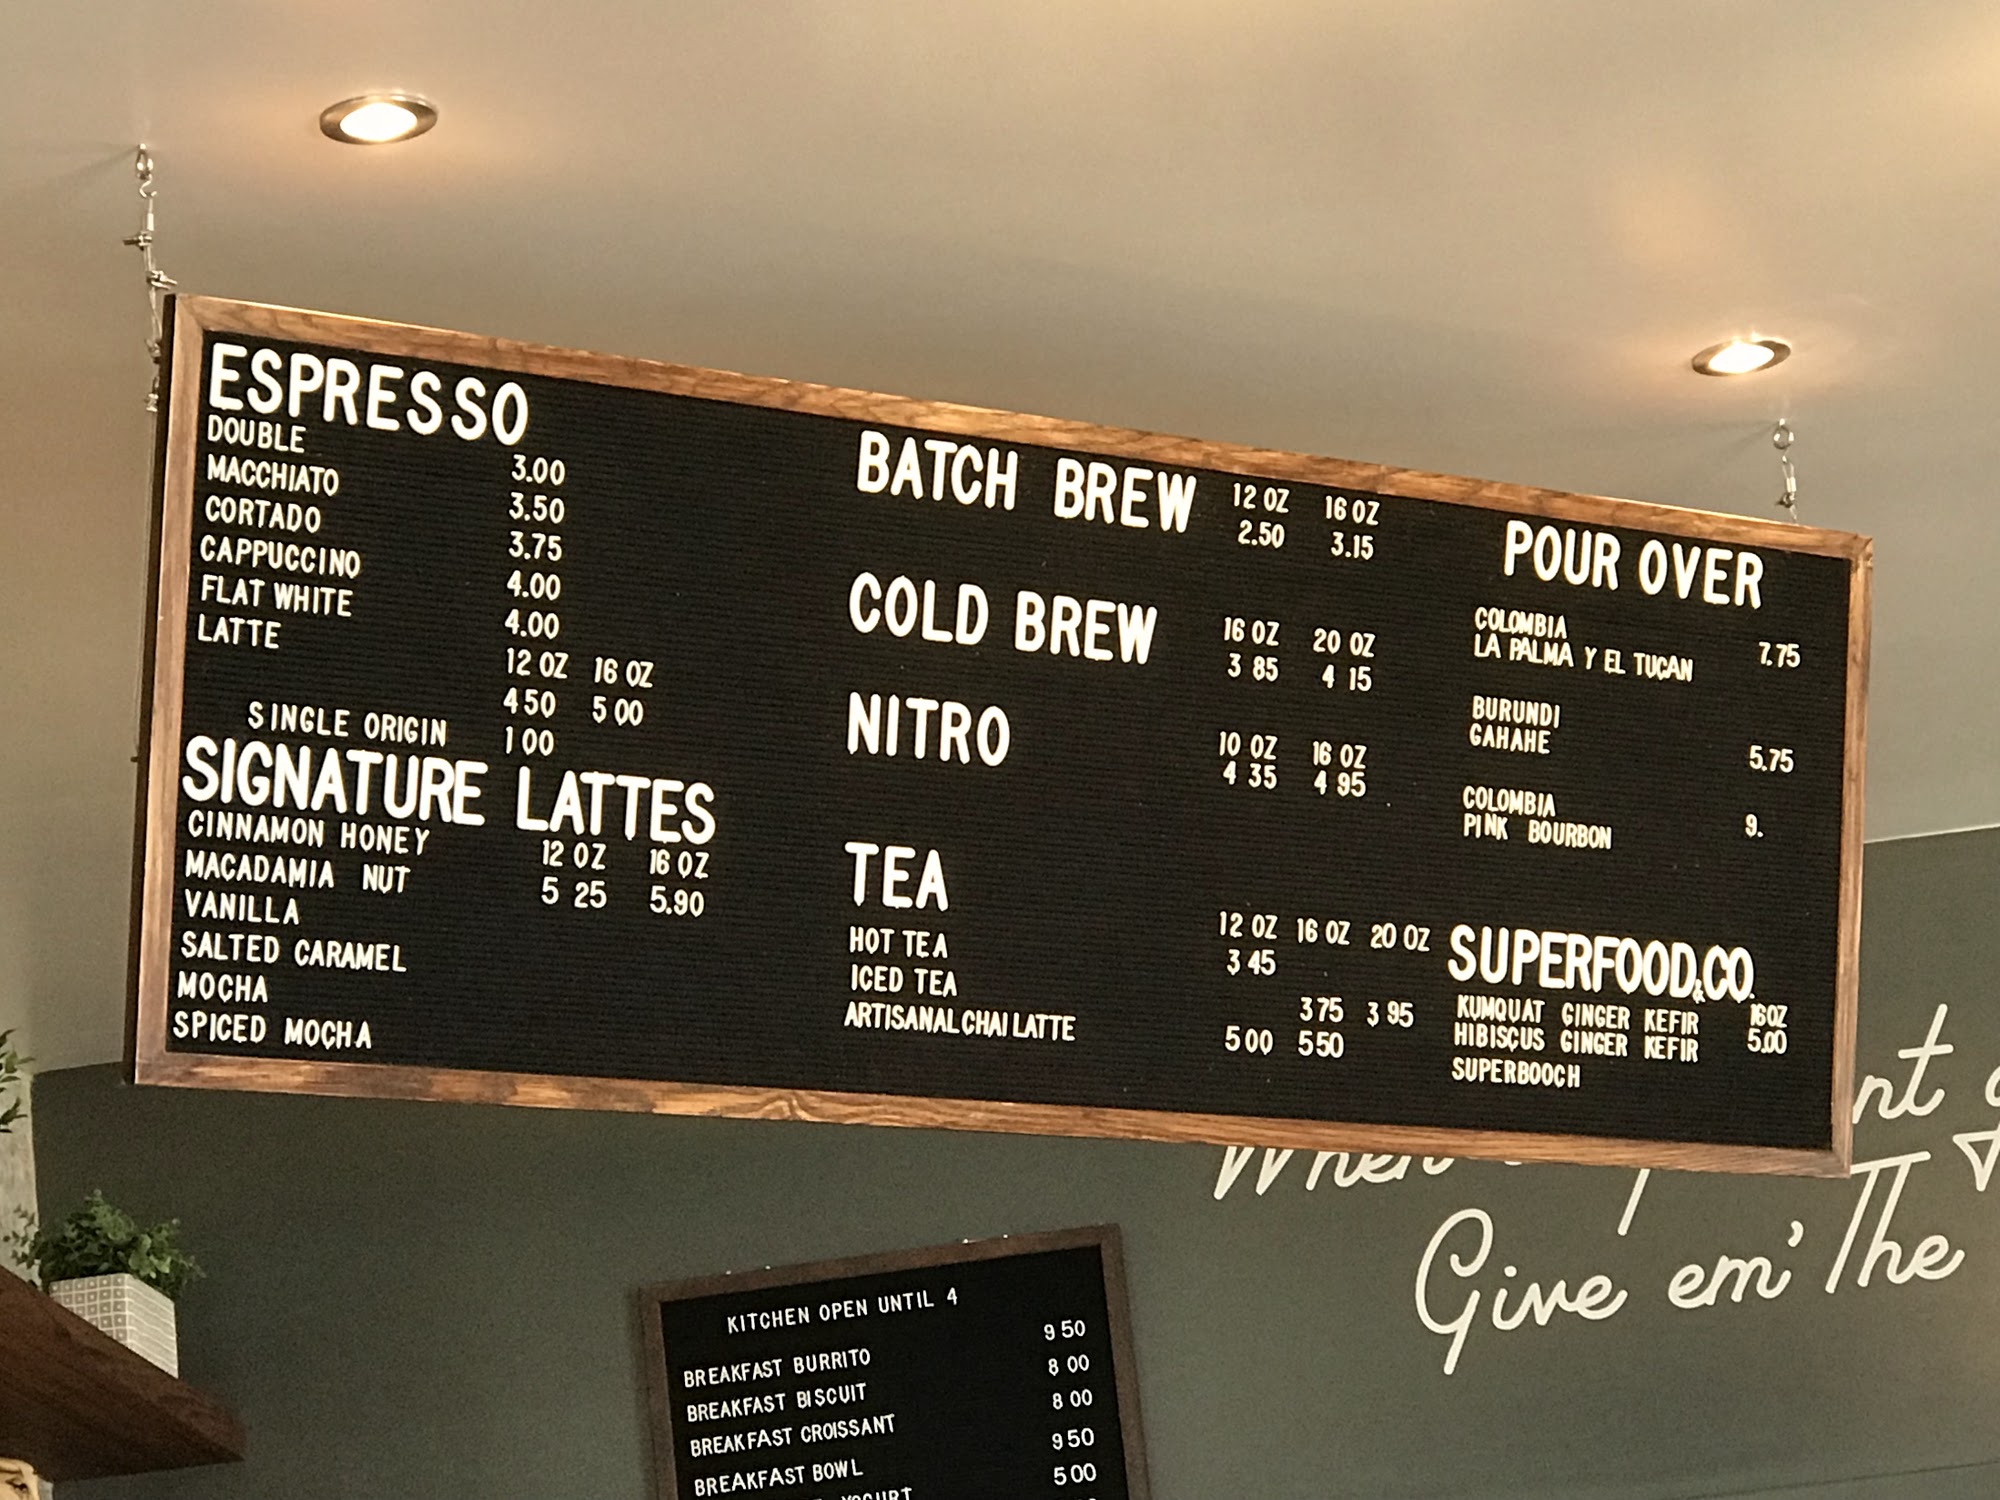 ESPRESSO
DOUBLE 3.00
MACCHIATO 3.50
CORTADO 3.75
CAPPUCCINO 4.00
FLAT WHITE 4.00
LATTE 12 OZ 16 OZ
4 50 5 00
SINGLE ORIGIN 1 00
SIGNATURE LATTES
CINNAMON HONEY 12 OZ 16 OZ
MACADAMIA NUT 5 25 5.90
VANILLA
SALTED CARAMEL
MOCHA
SPICED MOCHA
BATCH BREW 12 OZ 16 OZ
2.50 3.15
COLD BREW 16 OZ 20 OZ
3 85 4 15
NITRO 10 OZ 16 OZ
4 35 4 95
TEA
12 OZ 16 OZ 20 OZ
HOT TEA 3 45
ICED TEA 3 75 3 95
ARTISANAL CHAI LATTE 5 00 5 50
POUR OVER
COLOMBIA
LA PALMA Y EL TUCAN 7.75
BURUNDI
GAHAHE 5.75
COLOMBIA
PINK BOURBON 9.
SUPERFOOD & CO.
KUMQUAT GINGER KEFIR 16OZ
HIBISCUS GINGER KEFIR 5.00
SUPERBOOCH
When
nt
Give em' The
KITCHEN OPEN UNTIL 4
BREAKFAST BURRITO 9 50
BREAKFAST BISCUIT 8 00
BREAKFAST CROISSANT 8 00
BREAKFAST BOWL 9 50
YOGURT 5 00